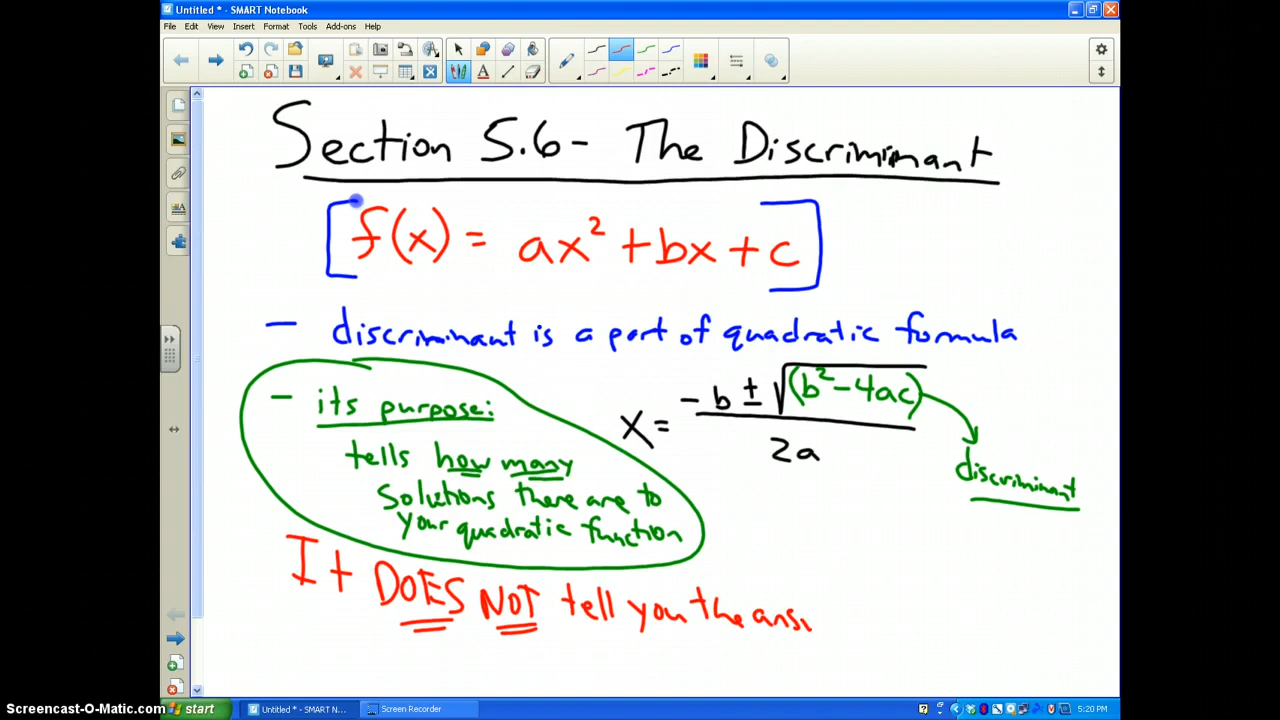 Untitled * - SMART Notebook
File Edit View Insert Format Tools Add-ons Help
Section 5.6- The Discriminant
[f(x) = ax² + bx + c]
- discriminant is a part of quadratic formula
- its purpose:
tells how many
solutions there are to
your quadratic function
x = -b ± √(b²-4ac)
2a
discriminant
It DOES NOT tell you the ans
Screencast-O-Matic.com
start
Untitled * - SMART N...
Screen Recorder
5:20 PM